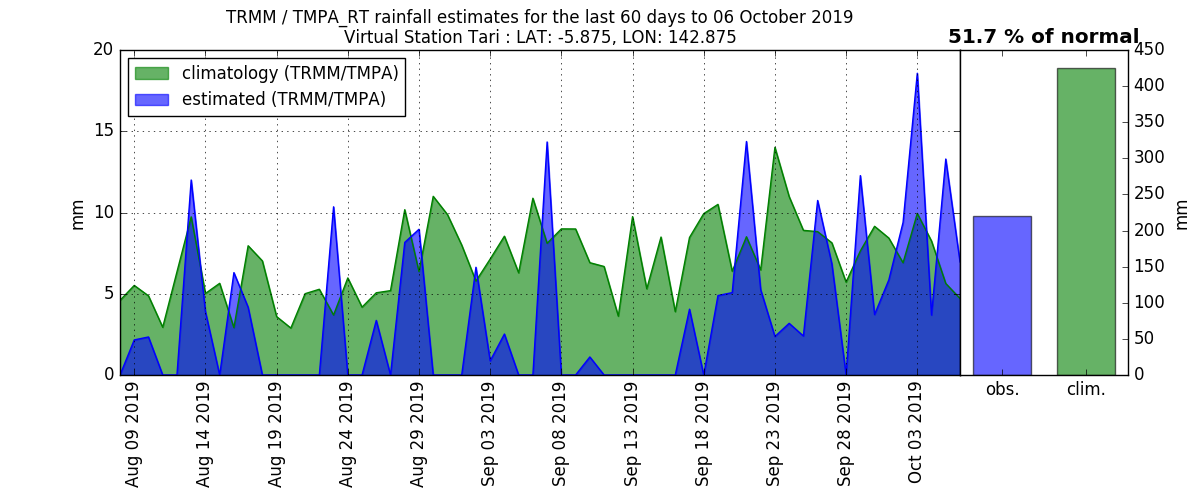 TRMM / TMPA_RT rainfall estimates for the last 60 days to 06 October 2019
Virtual Station Tari : LAT: -5.875, LON: 142.875
51.7 % of normal
climatology (TRMM/TMPA)
estimated (TRMM/TMPA)
20
15
10
5
0
mm
450
400
350
300
250
200
150
100
50
0
mm
Aug 09 2019
Aug 14 2019
Aug 19 2019
Aug 24 2019
Aug 29 2019
Sep 03 2019
Sep 08 2019
Sep 13 2019
Sep 18 2019
Sep 23 2019
Sep 28 2019
Oct 03 2019
obs.
clim.